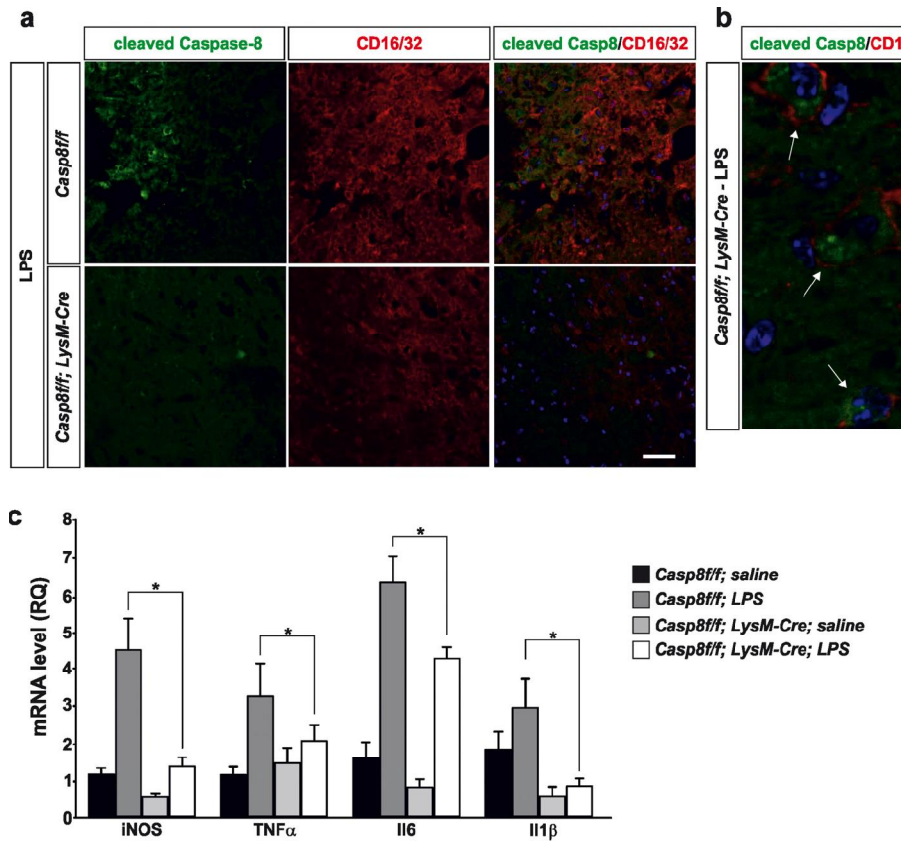 a
cleaved Caspase-8
CD16/32
cleaved Casp8/CD16/32
LPS
Casp8f/f
Casp8f/f; LysM-Cre
b
cleaved Casp8/CD1
Casp8f/f; LysM-Cre - LPS
c
mRNA level (RQ)
8
7
6
5
4
3
2
1
0
*
*
*
*
iNOS
TNFα
Il6
Il1β
Casp8f/f; saline
Casp8f/f; LPS
Casp8f/f; LysM-Cre; saline
Casp8f/f; LysM-Cre; LPS